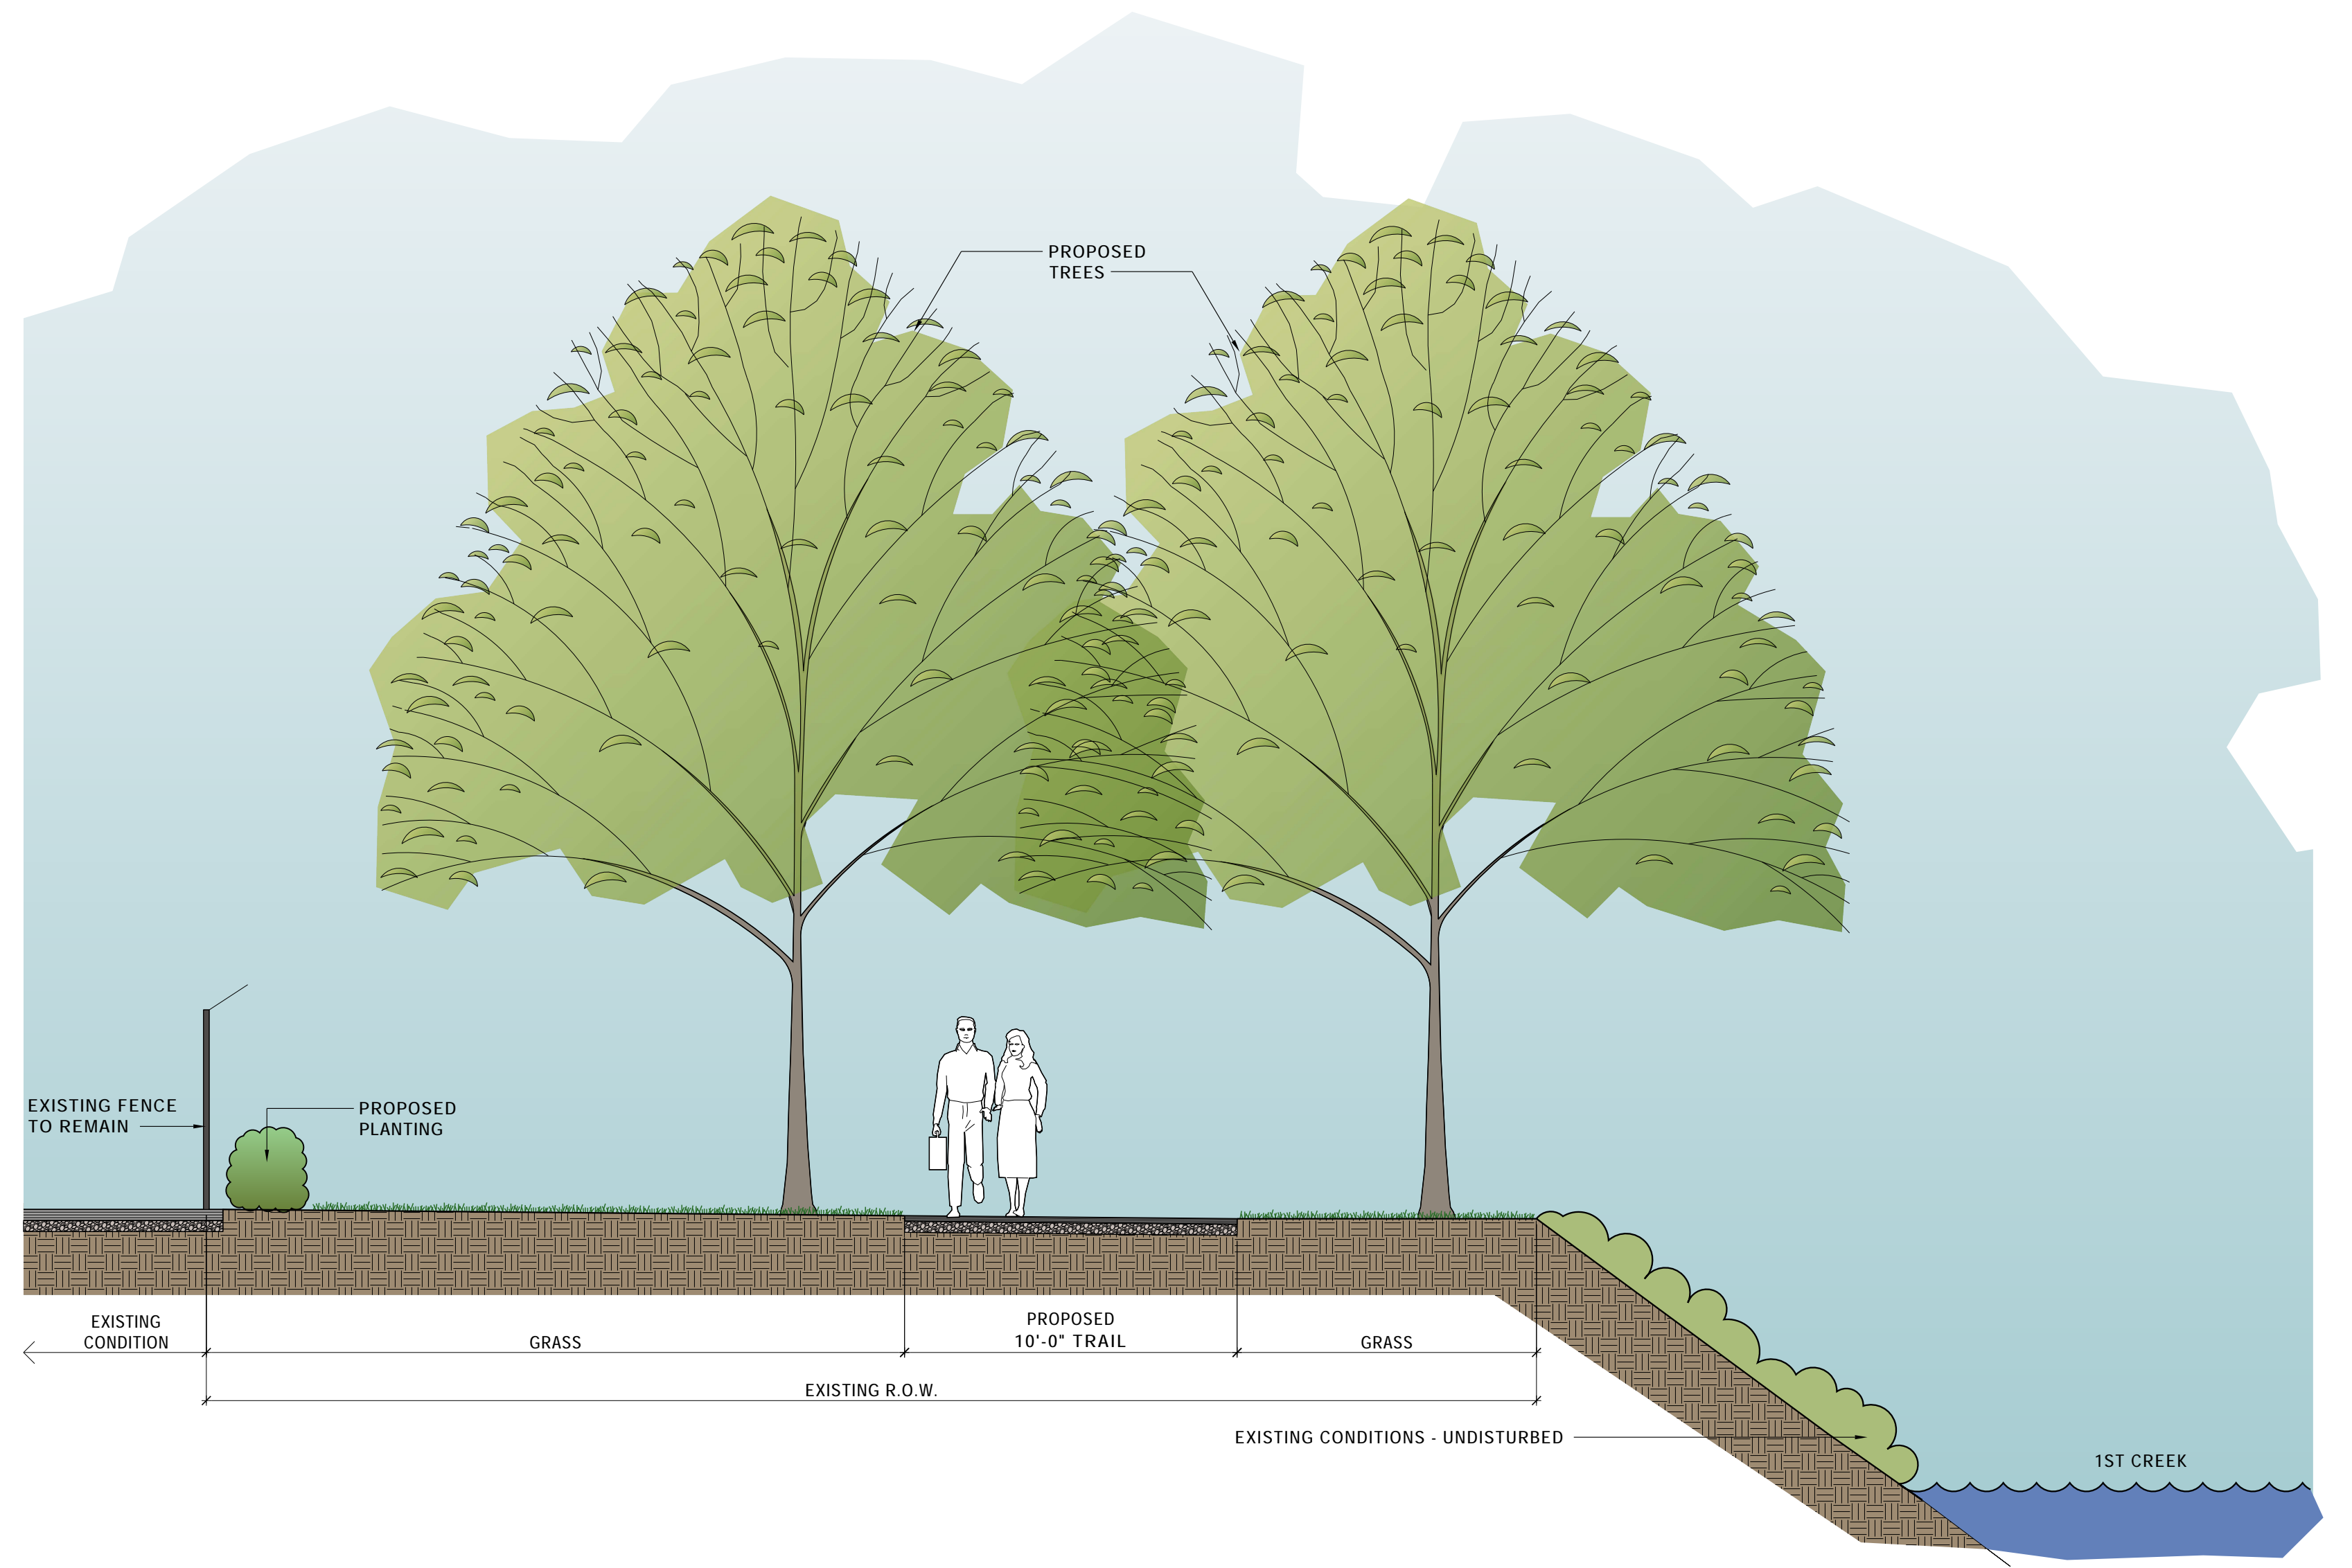 PROPOSED
TREES
EXISTING FENCE
TO REMAIN
PROPOSED
PLANTING
EXISTING
CONDITION
GRASS
PROPOSED
10'-0" TRAIL
GRASS
EXISTING R.O.W.
EXISTING CONDITIONS - UNDISTURBED
1ST CREEK